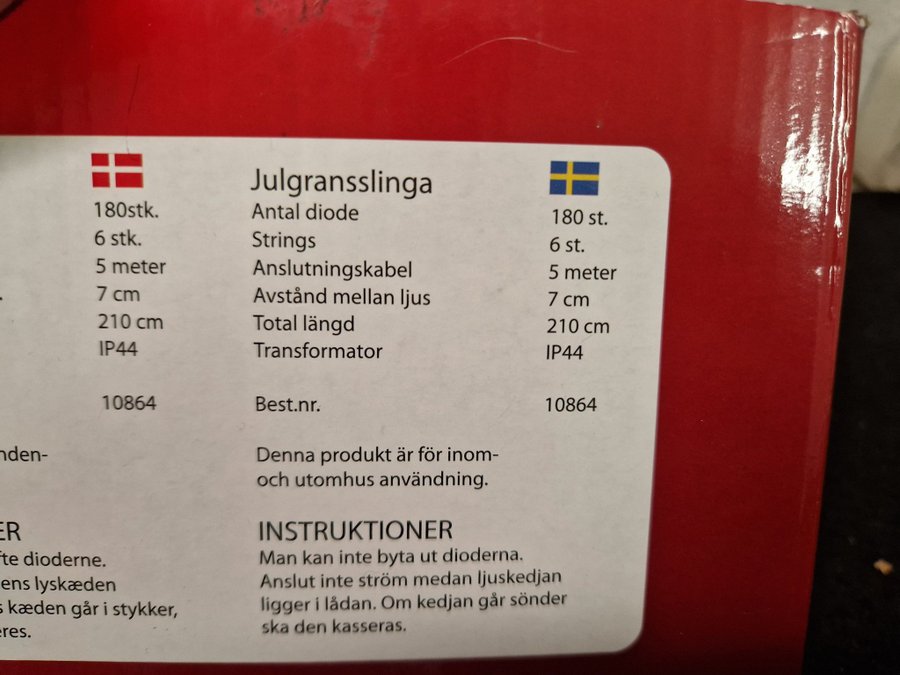 180stk.
6 stk.
5 meter
7 cm
210 cm
IP44
10864
nden-
ER
fte dioderne.
ens lyskæden
s kæden går i stykker,
eres.
Julgransslinga
Antal diode 180 st.
Strings 6 st.
Anslutningskabel 5 meter
Avstånd mellan ljus 7 cm
Total längd 210 cm
Transformator IP44
Best.nr. 10864
Denna produkt är för inom-
och utomhus användning.
INSTRUKTIONER
Man kan inte byta ut dioderna.
Anslut inte ström medan ljuskedjan
ligger i lådan. Om kedjan går sönder
ska den kasseras.